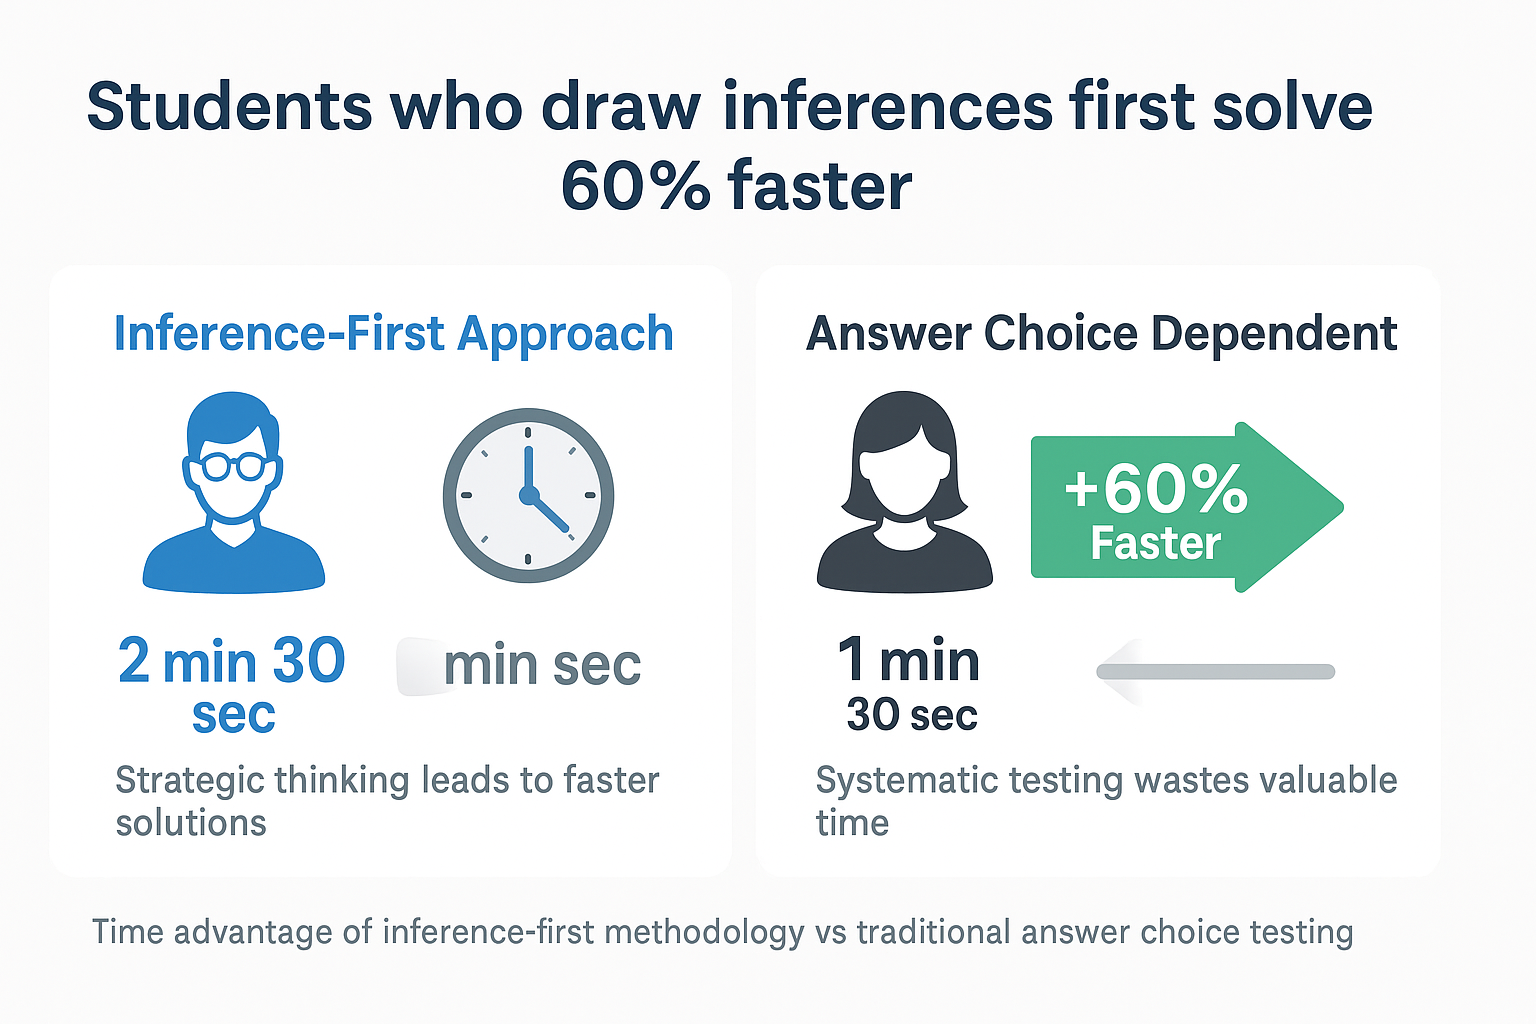 Students who draw inferences first solve
60% faster
Inference-First Approach
2 min 30
sec
min sec
Strategic thinking leads to faster
solutions
Answer Choice Dependent
+60%
Faster
1 min
30 sec
Systematic testing wastes valuable
time
Time advantage of inference-first methodology vs traditional answer choice testing